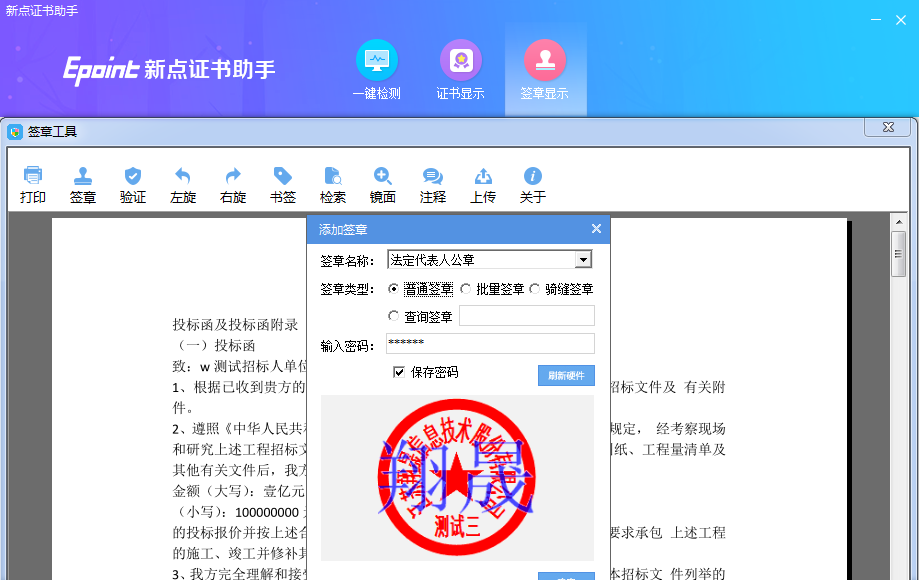 新点证书助手
Epoint 新点证书助手
一键检测
证书显示
签章显示
签章工具
打印
签章
验证
左旋
右旋
书签
检索
镜面
注释
上传
关于
添加签章
签章名称： 法定代表人公章
签章类型： 普通签章 批量签章 骑缝签章
查询签章
输入密码： ******
保存密码
刷新硬件
信息技术股份有限公司
翔晟
测试三
投标函及投标函附录
（一）投标函
致：w 测试招标人单位
1、根据已收到贵方的 招标文件及 有关附
件。
2、遵照《中华人民共和 规定， 经考察现场
和研究上述工程招标文 图纸、工程量清单及
其他有关文件后，我方
金额（大写）：壹亿元
（小写）：100000000
的投标报价并按上述合 要求承包 上述工程
的施工、竣工并修补其
3、我方完全理解和接受 本招标文 件列举的